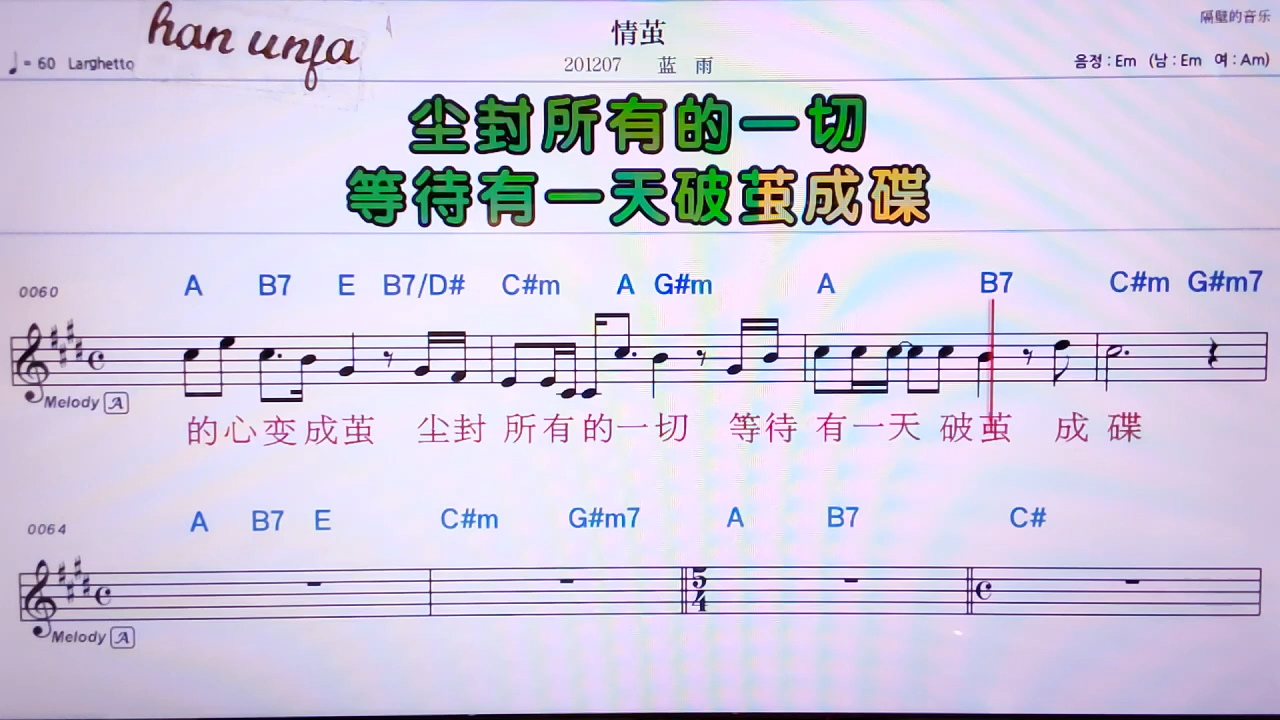 han unfa
情茧
隔壁的音乐
♩= 60 Larghetto
201207 蓝 雨
음정 : Em (남 : Em 여 : Am)
尘封所有的一切
等待有一天破茧成碟
0060 A B7 E B7/D# C#m A G#m A B7 C#m G#m7
Melody A
的心变成茧 尘封 所有的一切 等待 有一天 破茧 成 碟
0064 A B7 E C#m G#m7 A B7 C#
5
4
Melody A